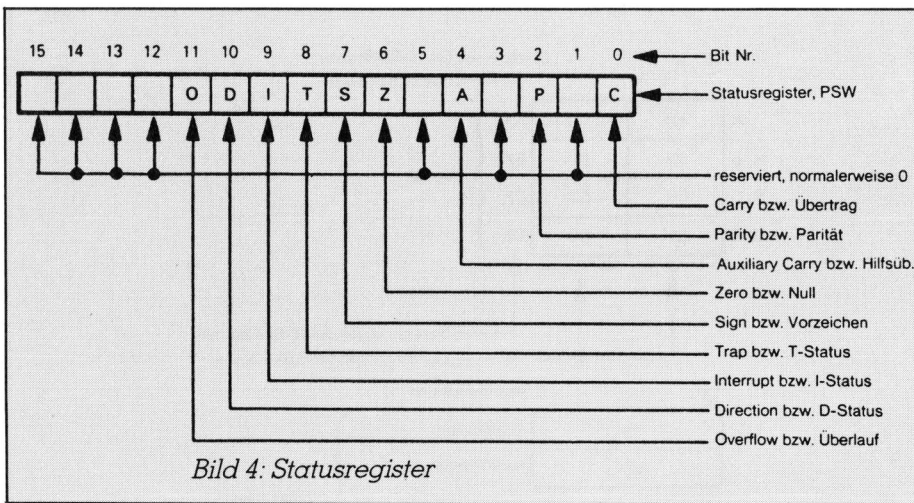 15 14 13 12 11 10 9 8 7 6 5 4 3 2 1 0 Bit Nr.
O D I T S Z A P C Statusregister, PSW
reserviert, normalerweise 0
Carry bzw. Übertrag
Parity bzw. Parität
Auxiliary Carry bzw. Hilfsüb.
Zero bzw. Null
Sign bzw. Vorzeichen
Trap bzw. T-Status
Interrupt bzw. I-Status
Direction bzw. D-Status
Overflow bzw. Überlauf
Bild 4: Statusregister